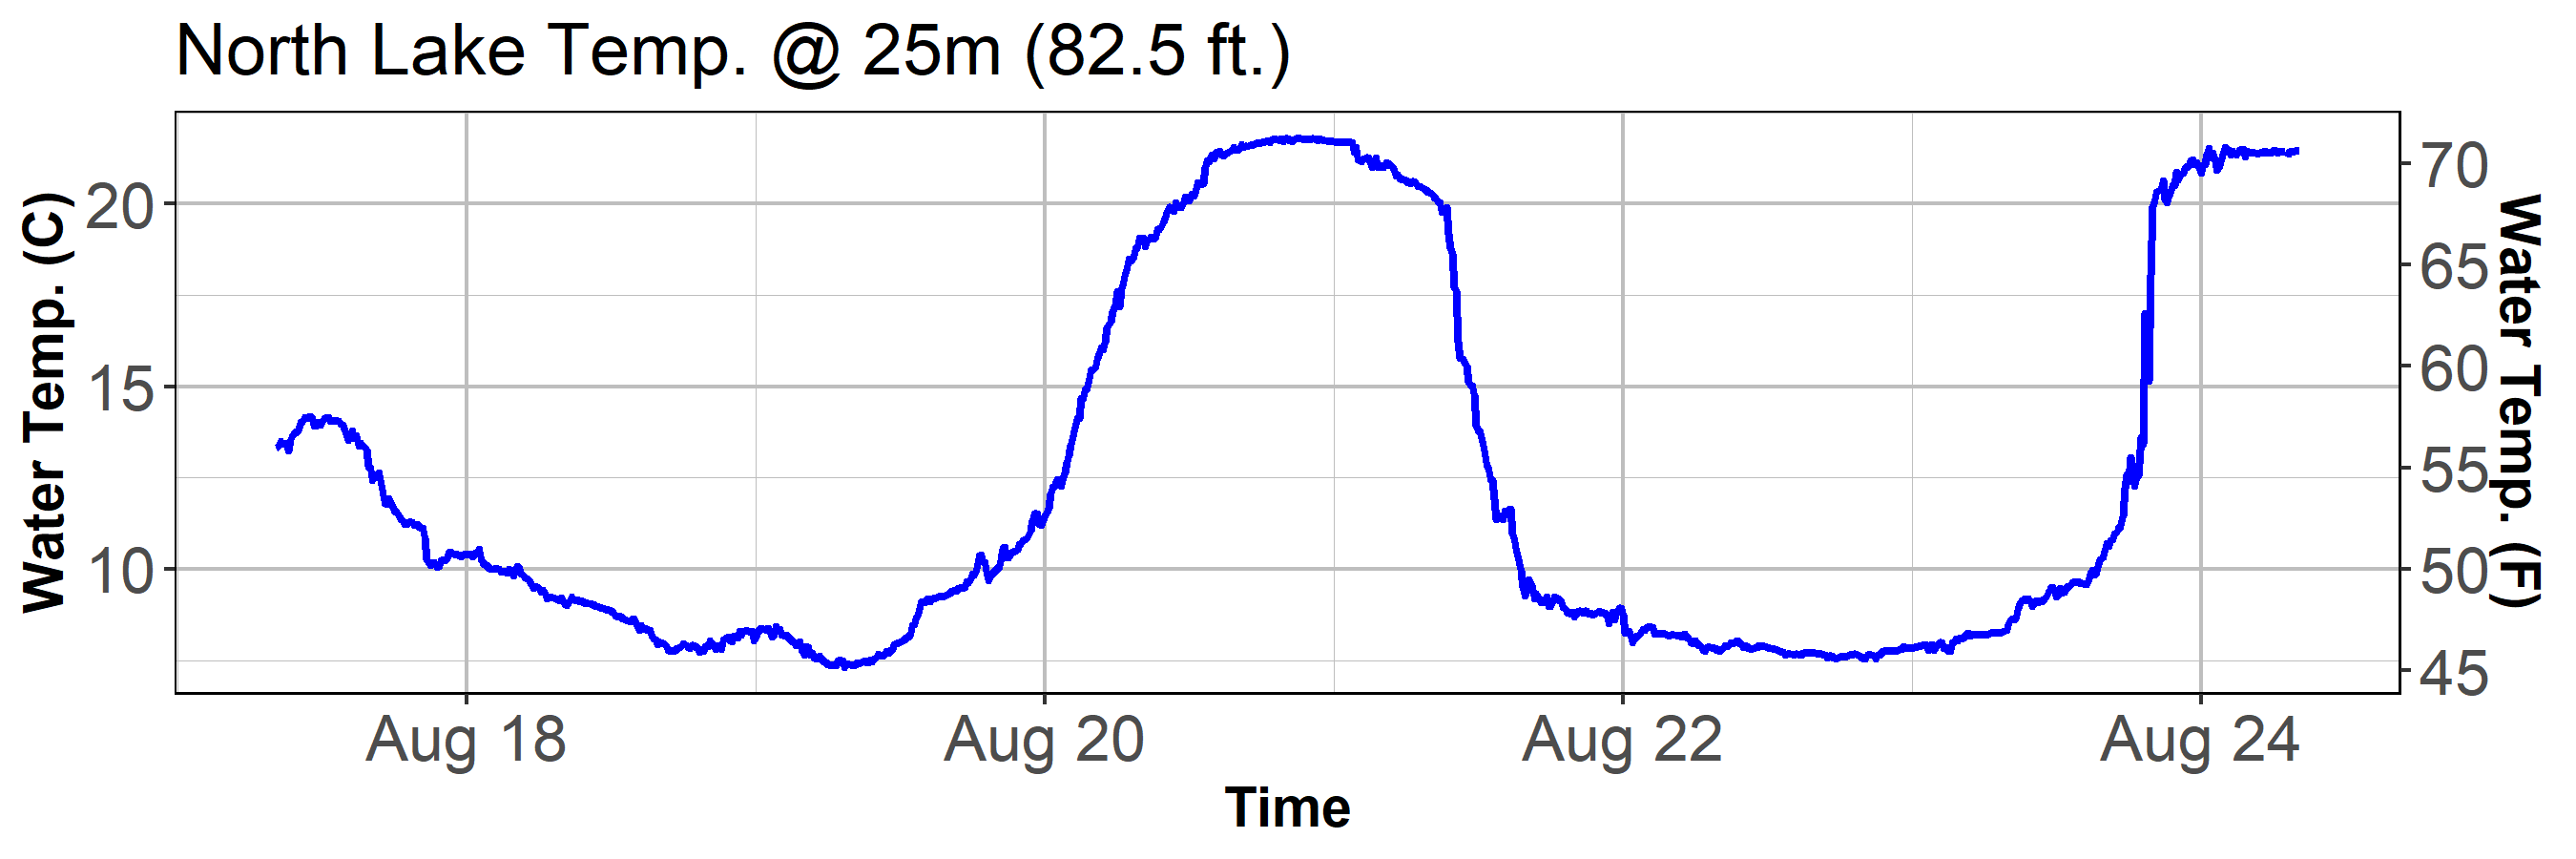 North Lake Temp. @ 25m (82.5 ft.)
Water Temp. (C)
20
15
10
70
65
60
55
50
45
Water Temp. (F)
Aug 18 Aug 20 Aug 22 Aug 24
Time